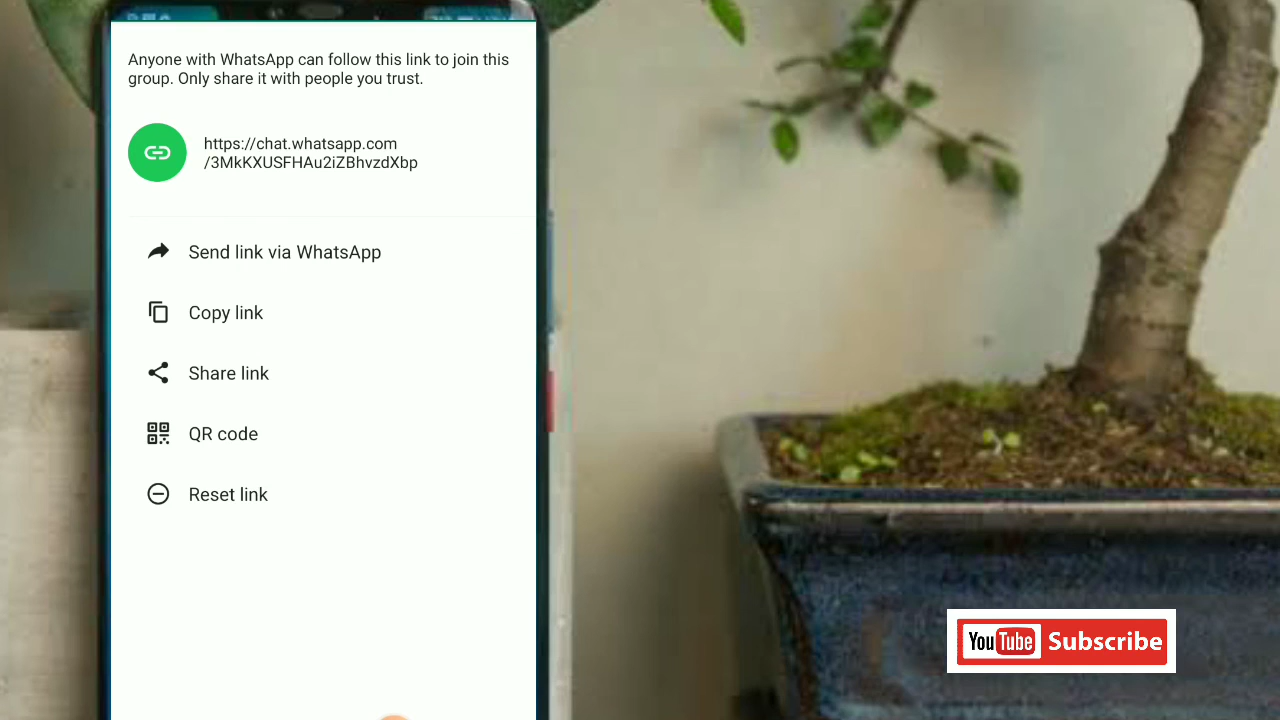 Anyone with WhatsApp can follow this link to join this
group. Only share it with people you trust.
https://chat.whatsapp.com
/3MkKXUSFHAu2iZBhvzdXbp
Send link via WhatsApp
Copy link
Share link
QR code
Reset link
YouTube Subscribe